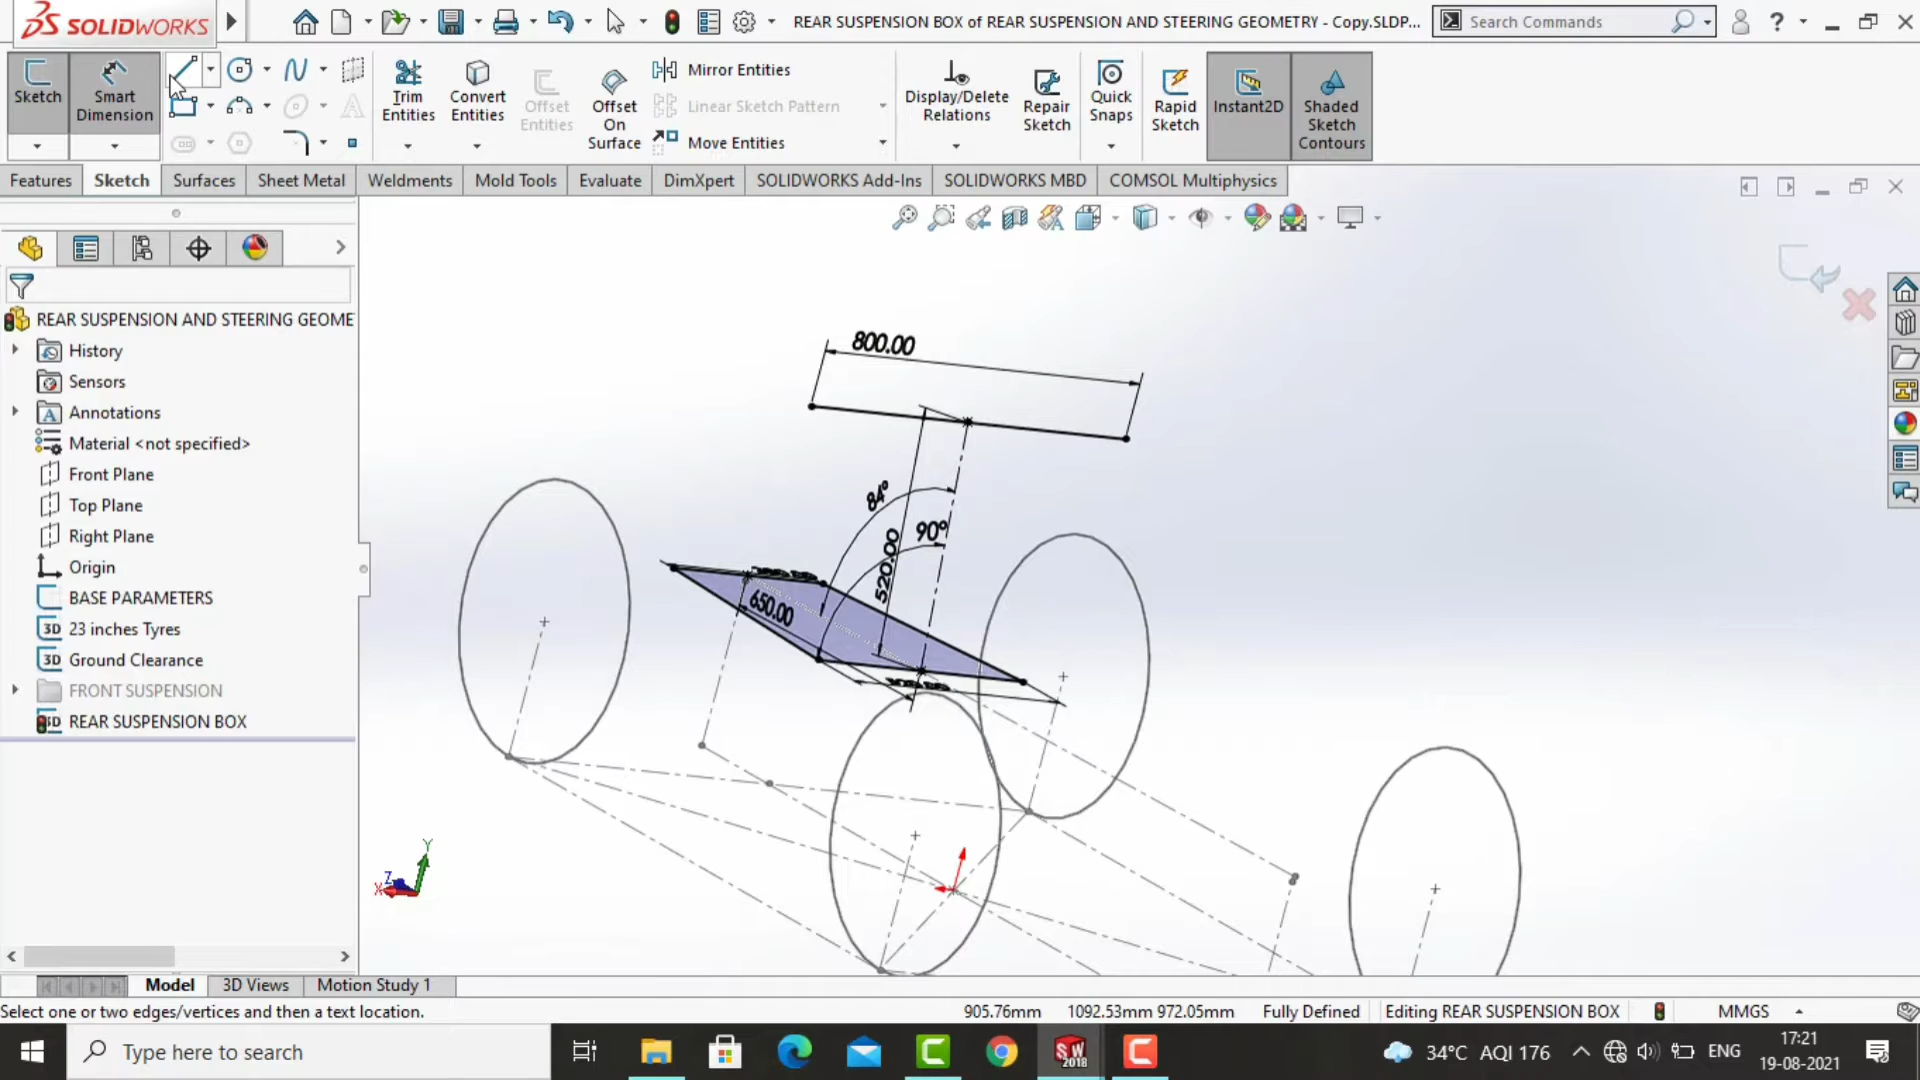 SOLIDWORKS
REAR SUSPENSION BOX of REAR SUSPENSION AND STEERING GEOMETRY - Copy.SLDP...
Search Commands
?
Sketch
Smart Dimension
Trim Entities
Convert Entities
Offset Entities
Offset On Surface
Mirror Entities
Linear Sketch Pattern
Move Entities
Display/Delete Relations
Repair Sketch
Quick Snaps
Rapid Sketch
Instant2D
Shaded Sketch Contours
Features
Sketch
Surfaces
Sheet Metal
Weldments
Mold Tools
Evaluate
DimXpert
SOLIDWORKS Add-Ins
SOLIDWORKS MBD
COMSOL Multiphysics
REAR SUSPENSION AND STEERING GEOME
History
Sensors
Annotations
Material <not specified>
Front Plane
Top Plane
Right Plane
Origin
BASE PARAMETERS
3D 23 inches Tyres
3D Ground Clearance
FRONT SUSPENSION
3D REAR SUSPENSION BOX
800.00
84°
90°
520.00
650.00
Y
Z
X
Model
3D Views
Motion Study 1
Select one or two edges/vertices and then a text location.
905.76mm
1092.53mm 972.05mm
Fully Defined
Editing REAR SUSPENSION BOX
MMGS
Type here to search
SW 2018
34°C AQI 176
ENG
17:21
19-08-2021